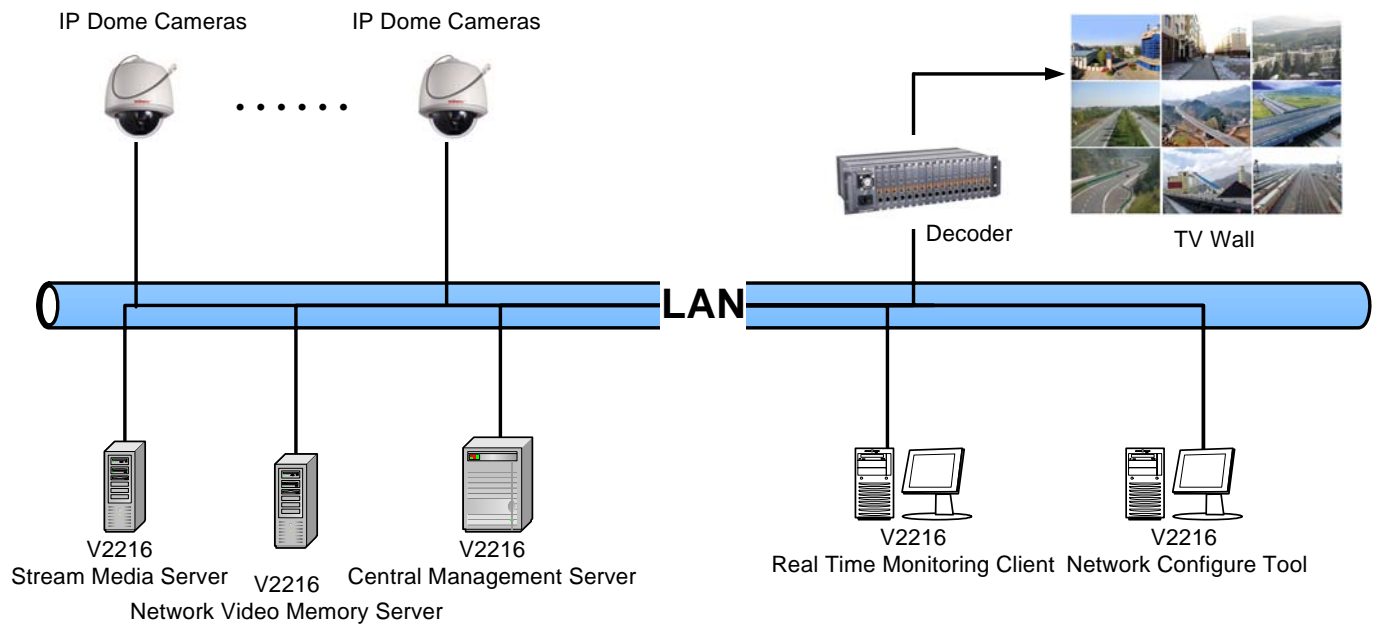 IP Dome Cameras
IP Dome Cameras
Decoder
TV Wall
LAN
V2216
Stream Media Server
V2216
Network Video Memory Server
V2216
Central Management Server
V2216
Real Time Monitoring Client
V2216
Network Configure Tool